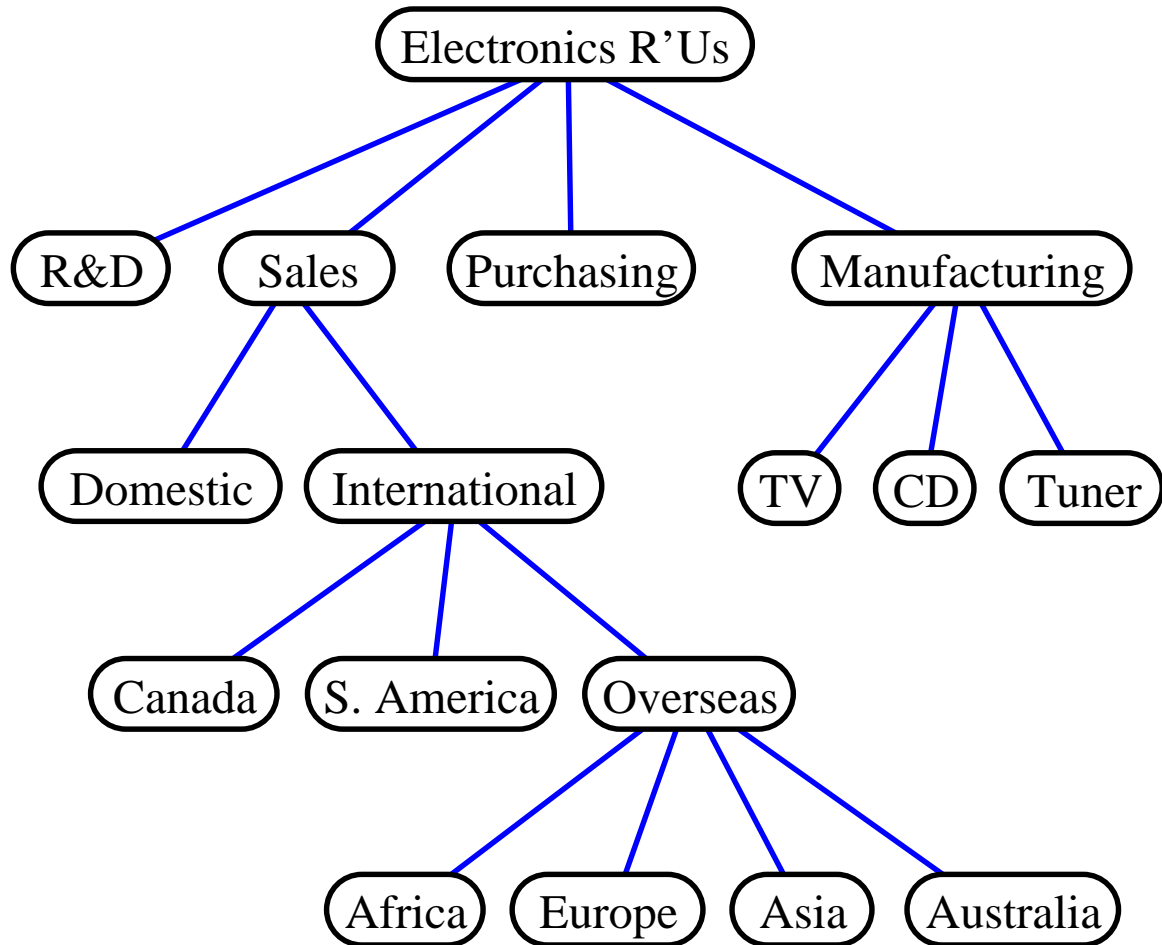 Electronics R’Us
R&D Sales Purchasing Manufacturing
Domestic International TV CD Tuner
Canada S. America Overseas
Africa Europe Asia Australia